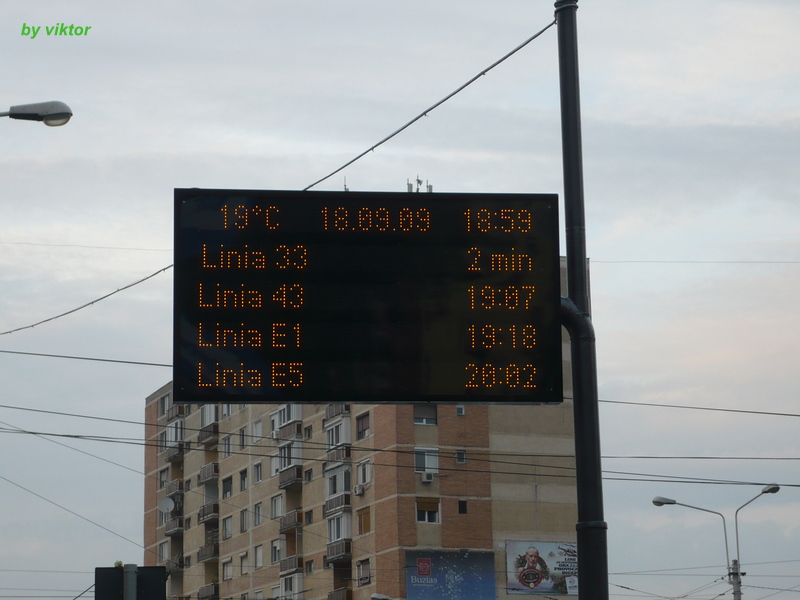 by viktor
19°C 18.09.09 18:59
Linia 33 2 min
Linia 43 19:07
Linia E1 19:18
Linia E5 20:02
Buziaş